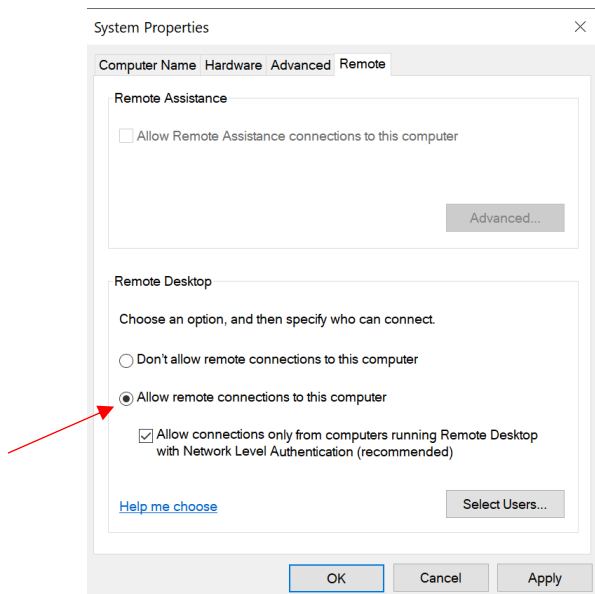 System Properties
Computer Name Hardware Advanced Remote
Remote Assistance
Allow Remote Assistance connections to this computer
Advanced...
Remote Desktop
Choose an option, and then specify who can connect.
Don't allow remote connections to this computer
Allow remote connections to this computer
Allow connections only from computers running Remote Desktop
with Network Level Authentication (recommended)
Help me choose
Select Users...
OK Cancel Apply